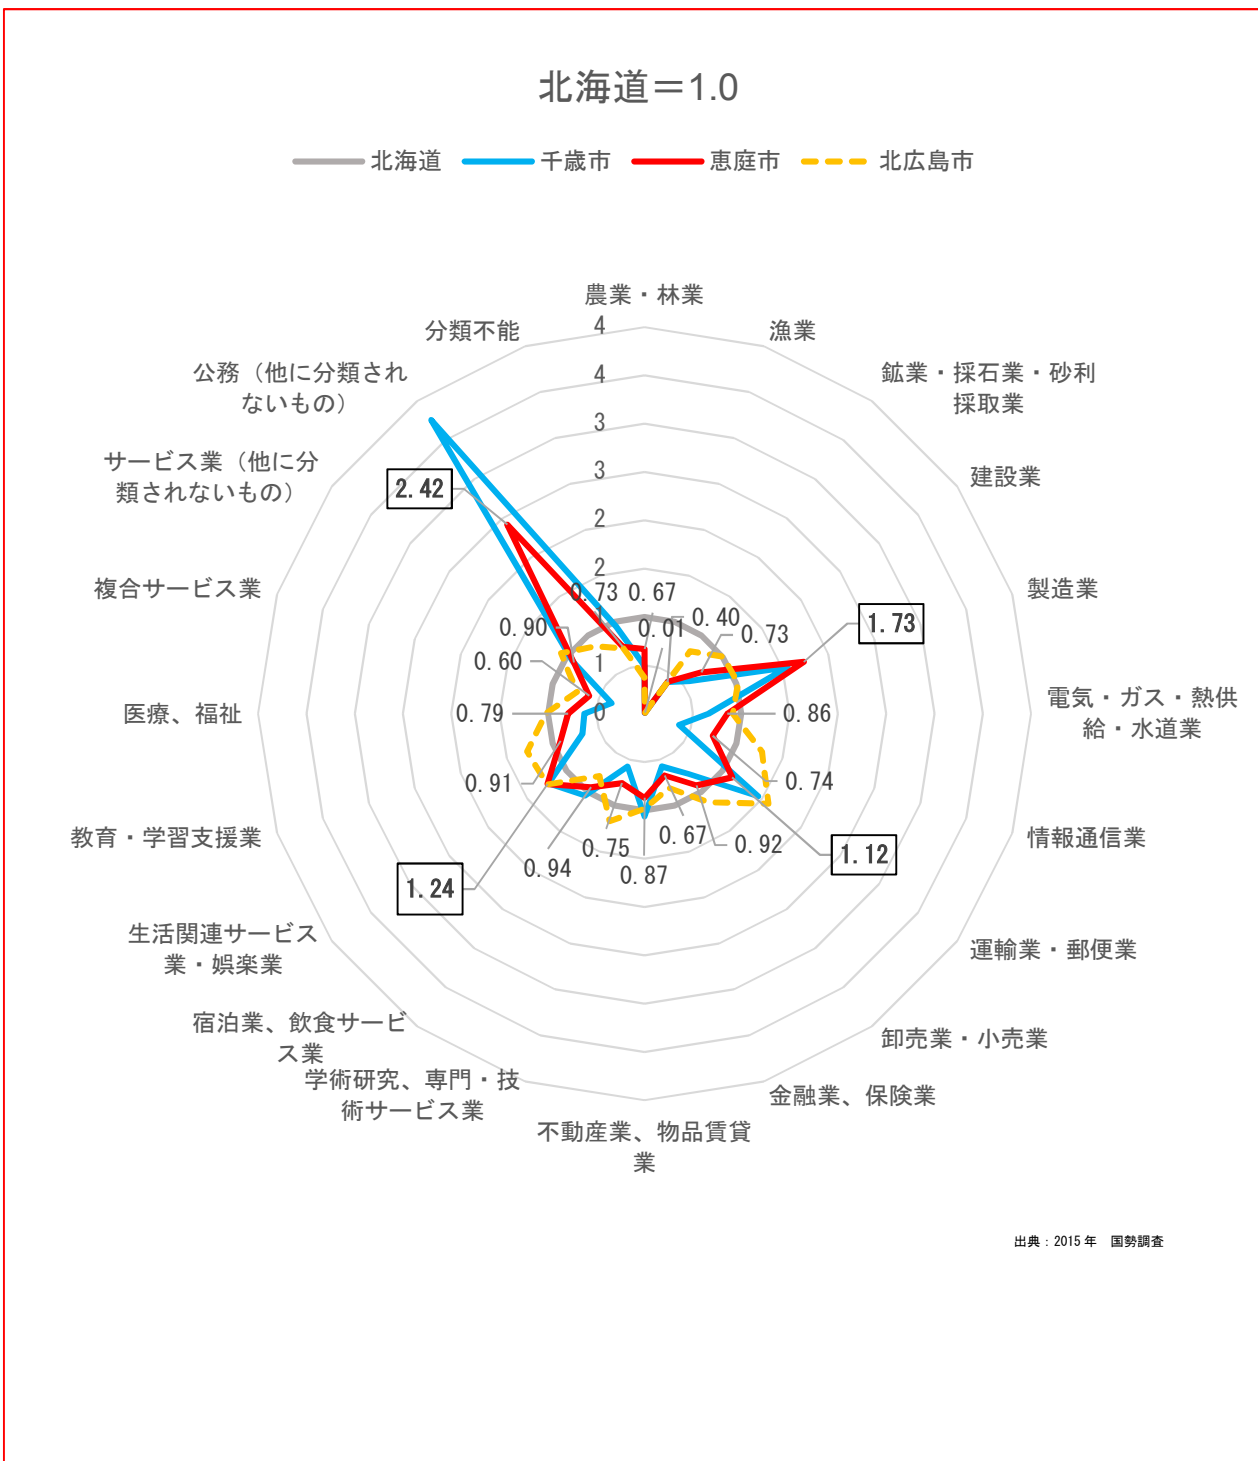 北海道＝1.0
北海道 千歳市 恵庭市 北広島市
農業・林業
漁業
鉱業・採石業・砂利
採取業
建設業
製造業
電気・ガス・熱供
給・水道業
情報通信業
運輸業・郵便業
卸売業・小売業
金融業、保険業
不動産業、物品賃貸
業
学術研究、専門・技
術サービス業
宿泊業、飲食サービ
ス業
生活関連サービス
業・娯楽業
教育・学習支援業
医療、福祉
複合サービス業
サービス業（他に分
類されないもの）
公務（他に分類され
ないもの）
分類不能
4
4
3
3
2
2
1
1
0
0.67
0.01
0.40
0.73
1.73
0.86
0.74
1.12
0.92
0.67
0.87
0.75
0.94
1.24
0.91
0.79
0.60
0.90
2.42
0.73
出典：2015年　国勢調査